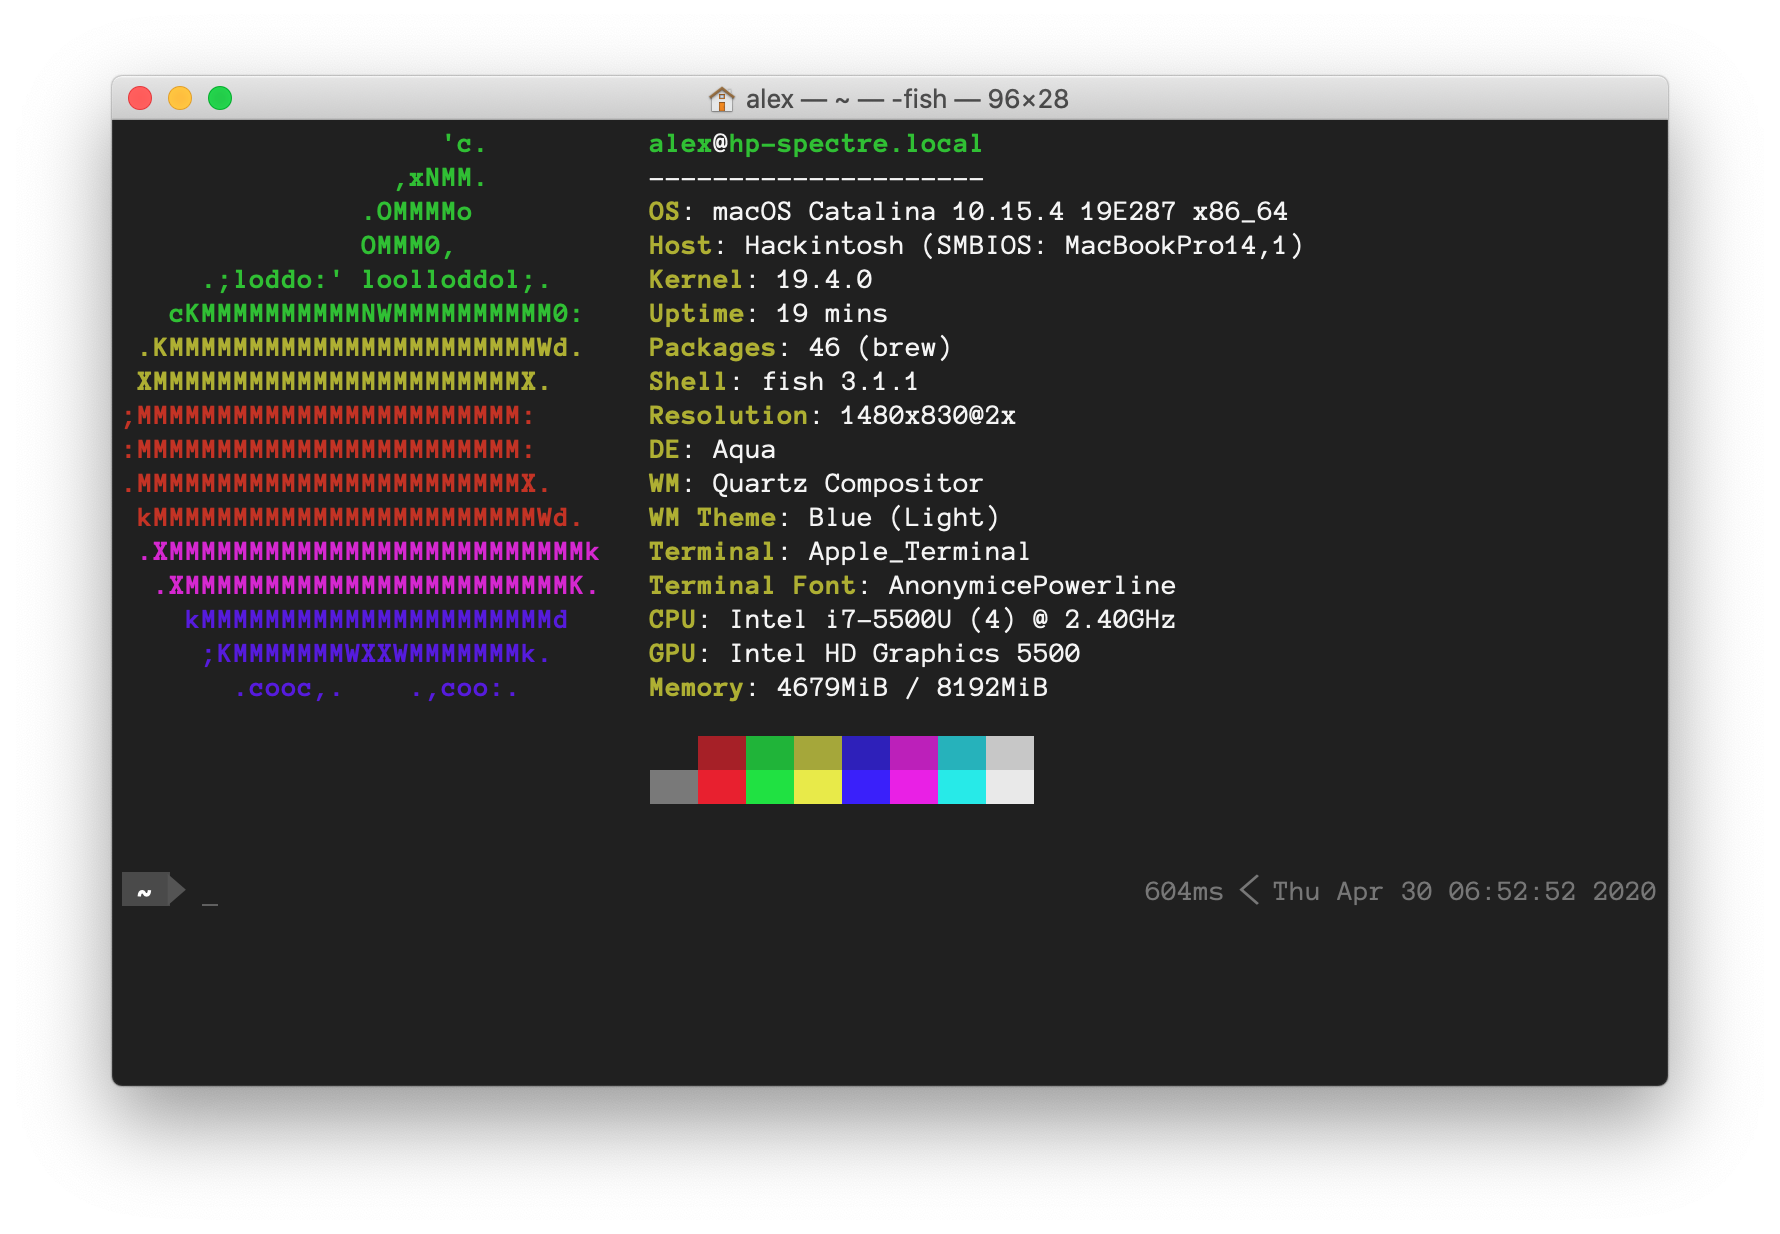 alex — ~ — -fish — 96×28
'c.
,xNMM.
.OMMMMo
OMMM0,
.;loddo:' loolloddol;.
cKMMMMMMMMMMNWMMMMMMMMMM0:
.KMMMMMMMMMMMMMMMMMMMMMMMWd.
XMMMMMMMMMMMMMMMMMMMMMMMX.
;MMMMMMMMMMMMMMMMMMMMMMMM:
:MMMMMMMMMMMMMMMMMMMMMMMM:
.MMMMMMMMMMMMMMMMMMMMMMMMX.
kMMMMMMMMMMMMMMMMMMMMMMMMWd.
.XMMMMMMMMMMMMMMMMMMMMMMMMMMk
.XMMMMMMMMMMMMMMMMMMMMMMMMK.
kMMMMMMMMMMMMMMMMMMMMMMd
;KMMMMMMMWXXWMMMMMMMk.
.cooc,. .,coo:.
alex@hp-spectre.local
---------------------
OS: macOS Catalina 10.15.4 19E287 x86_64
Host: Hackintosh (SMBIOS: MacBookPro14,1)
Kernel: 19.4.0
Uptime: 19 mins
Packages: 46 (brew)
Shell: fish 3.1.1
Resolution: 1480x830@2x
DE: Aqua
WM: Quartz Compositor
WM Theme: Blue (Light)
Terminal: Apple_Terminal
Terminal Font: AnonymicePowerline
CPU: Intel i7-5500U (4) @ 2.40GHz
GPU: Intel HD Graphics 5500
Memory: 4679MiB / 8192MiB
~ _
604ms Thu Apr 30 06:52:52 2020